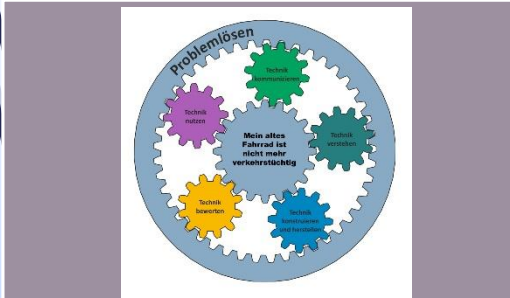 Problemlösen
Technik
kommunizieren
Technik
nutzen
Technik
verstehen
Mein altes
Fahrrad ist
nicht mehr
verkehrstüchtig
Technik
bewerten
Technik
konstruieren
und herstellen